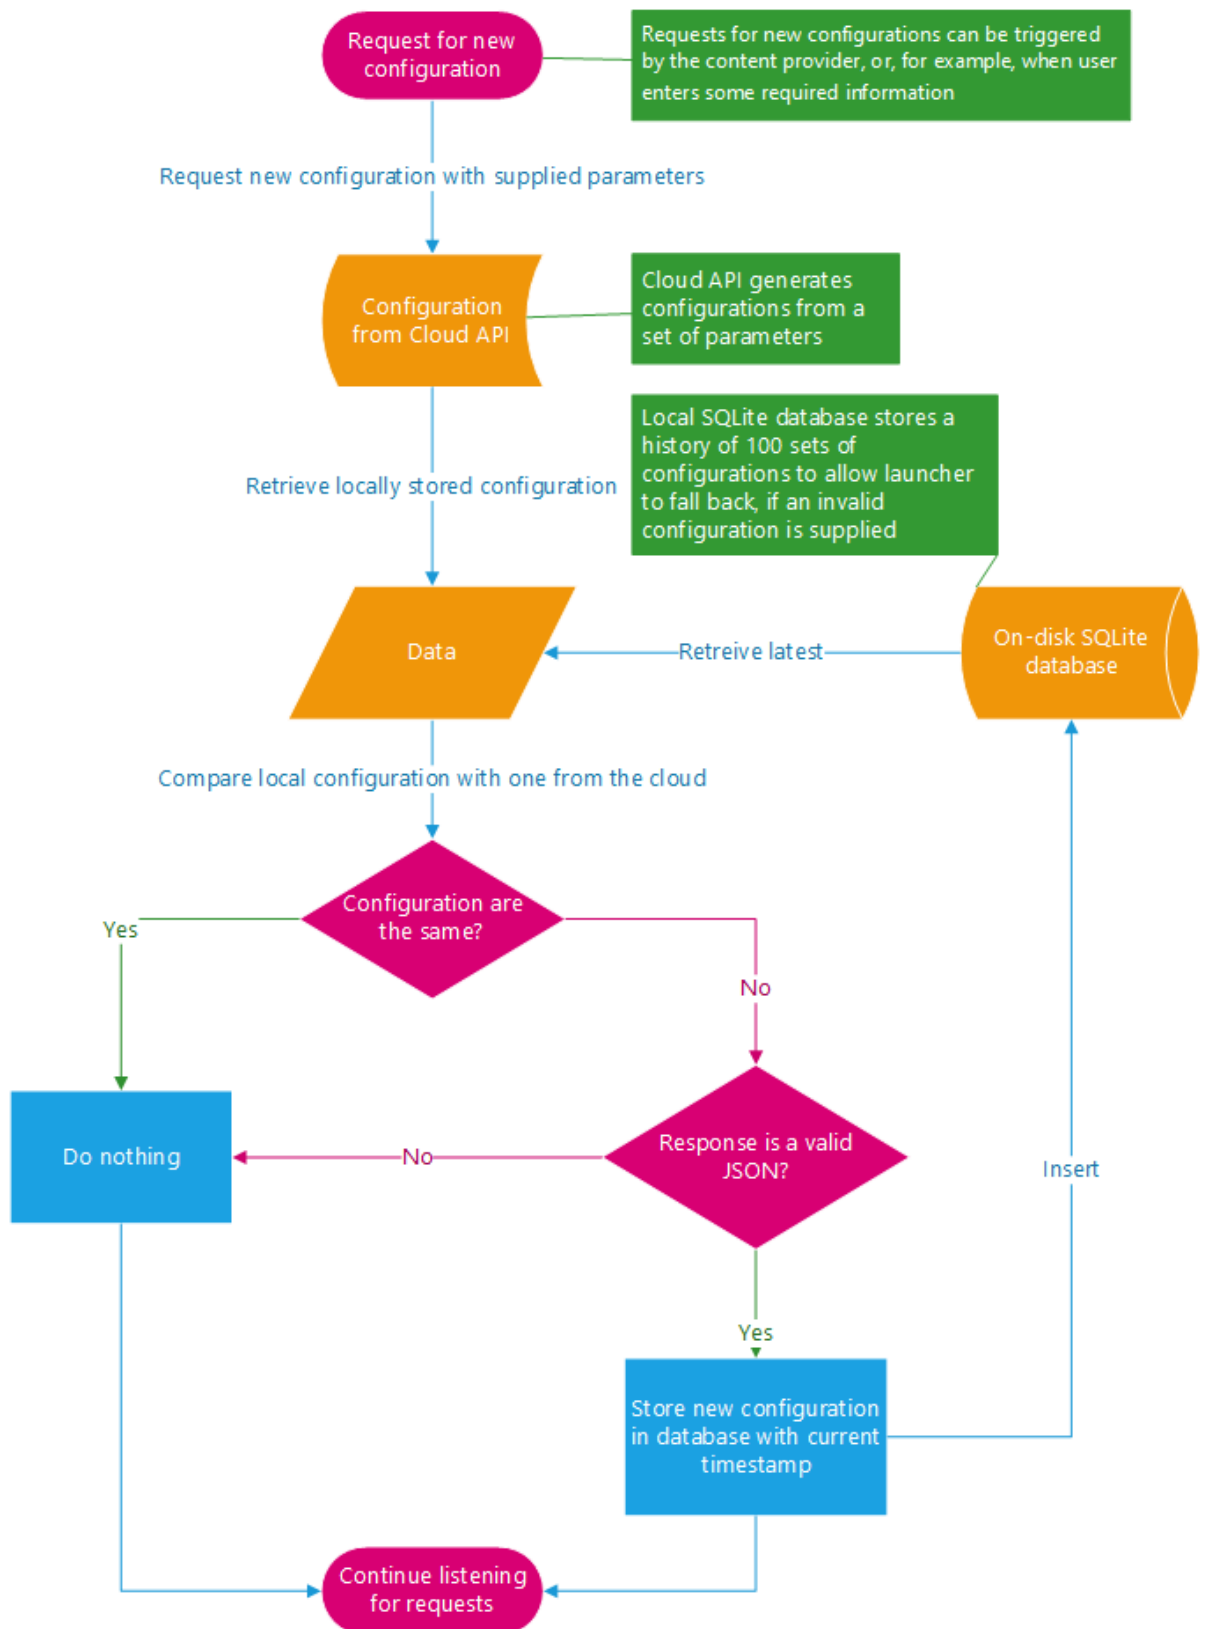 Request for new
configuration
Requests for new configurations can be triggered
by the content provider, or, for example, when user
enters some required information
Request new configuration with supplied parameters
Configuration
from Cloud API
Cloud API generates
configurations from a
set of parameters
Local SQLite database stores a
history of 100 sets of
configurations to allow launcher
to fall back, if an invalid
configuration is supplied
Retrieve locally stored configuration
Data
Retreive latest
On-disk SQLite
database
Compare local configuration with one from the cloud
Configuration are
the same?
Yes
No
Do nothing
No
Response is a valid
JSON?
Insert
Yes
Store new configuration
in database with current
timestamp
Continue listening
for requests